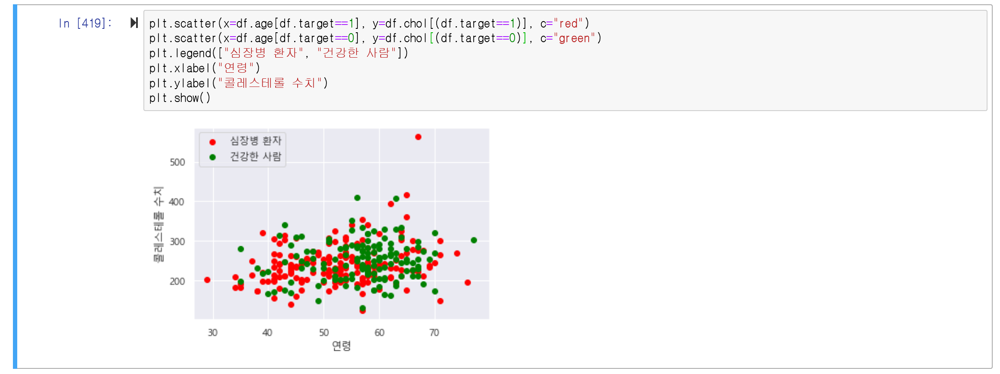 In [419]:
plt.scatter(x=df.age[df.target==1], y=df.chol[(df.target==1)], c="red")
plt.scatter(x=df.age[df.target==0], y=df.chol[(df.target==0)], c="green")
plt.legend(["심장병 환자", "건강한 사람"])
plt.xlabel("연령")
plt.ylabel("콜레스테롤 수치")
plt.show()
심장병 환자
건강한 사람
500
400
300
200
콜레스테롤 수치
30 40 50 60 70
연령